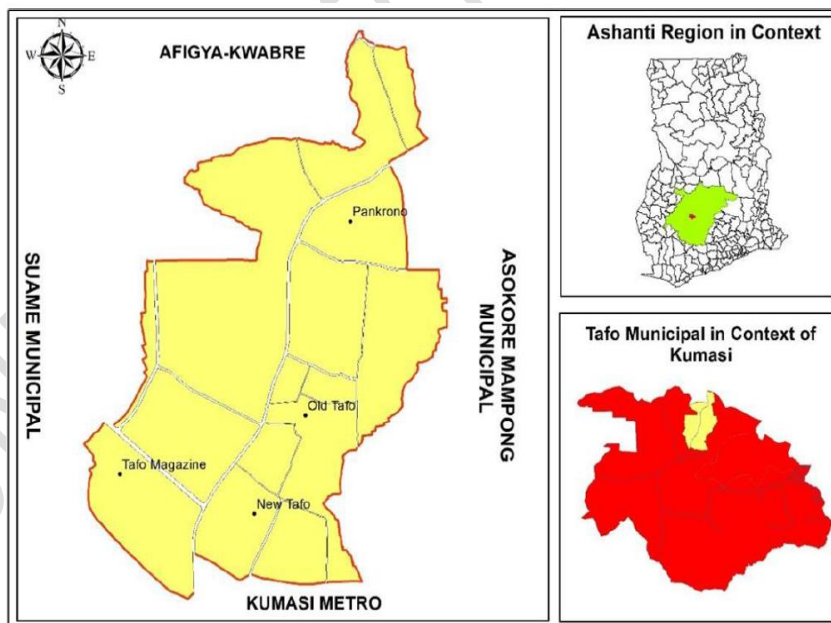 N
W E
S
AFIGYA-KWABRE
Pankrono
SUAME MUNICIPAL
ASOKORE MAMPONG
MUNICIPAL
Old Tafo
Tafo Magazine
New Tafo
KUMASI METRO
Ashanti Region in Context
Tafo Municipal in Context of
Kumasi